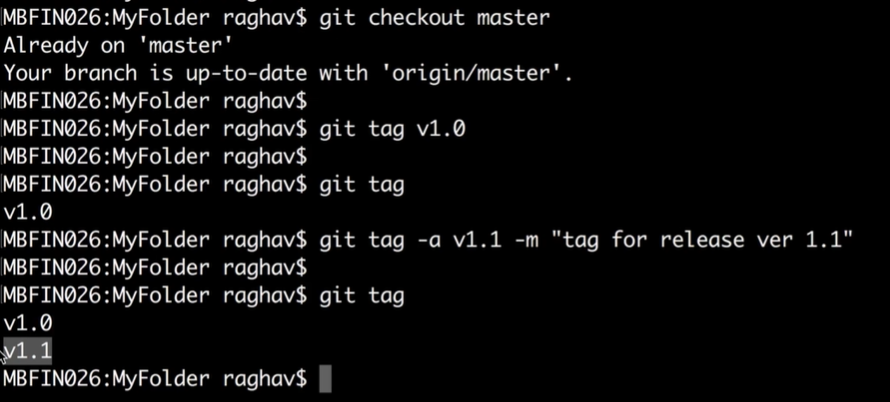 MBFIN026:MyFolder raghav$ git checkout master
Already on 'master'
Your branch is up-to-date with 'origin/master'.
MBFIN026:MyFolder raghav$
MBFIN026:MyFolder raghav$ git tag v1.0
MBFIN026:MyFolder raghav$
MBFIN026:MyFolder raghav$ git tag
v1.0
MBFIN026:MyFolder raghav$ git tag -a v1.1 -m "tag for release ver 1.1"
MBFIN026:MyFolder raghav$
MBFIN026:MyFolder raghav$ git tag
v1.0
v1.1
MBFIN026:MyFolder raghav$